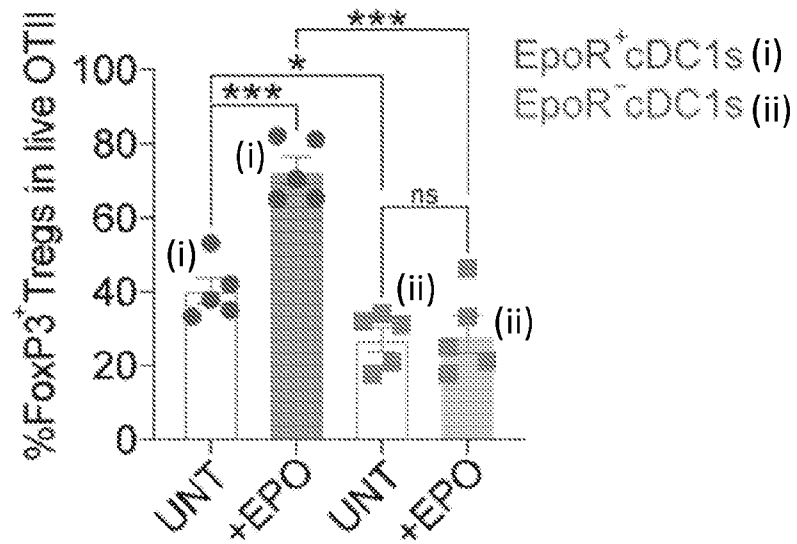 ***
EpoR⁺cDC1s (i)
EpoR⁻cDC1s (ii)
*
***
ns
(i)
(i)
(ii)
(ii)
%FoxP3⁺Tregs in live OTII
100
80
60
40
20
0
UNT
+EPO
UNT
+EPO